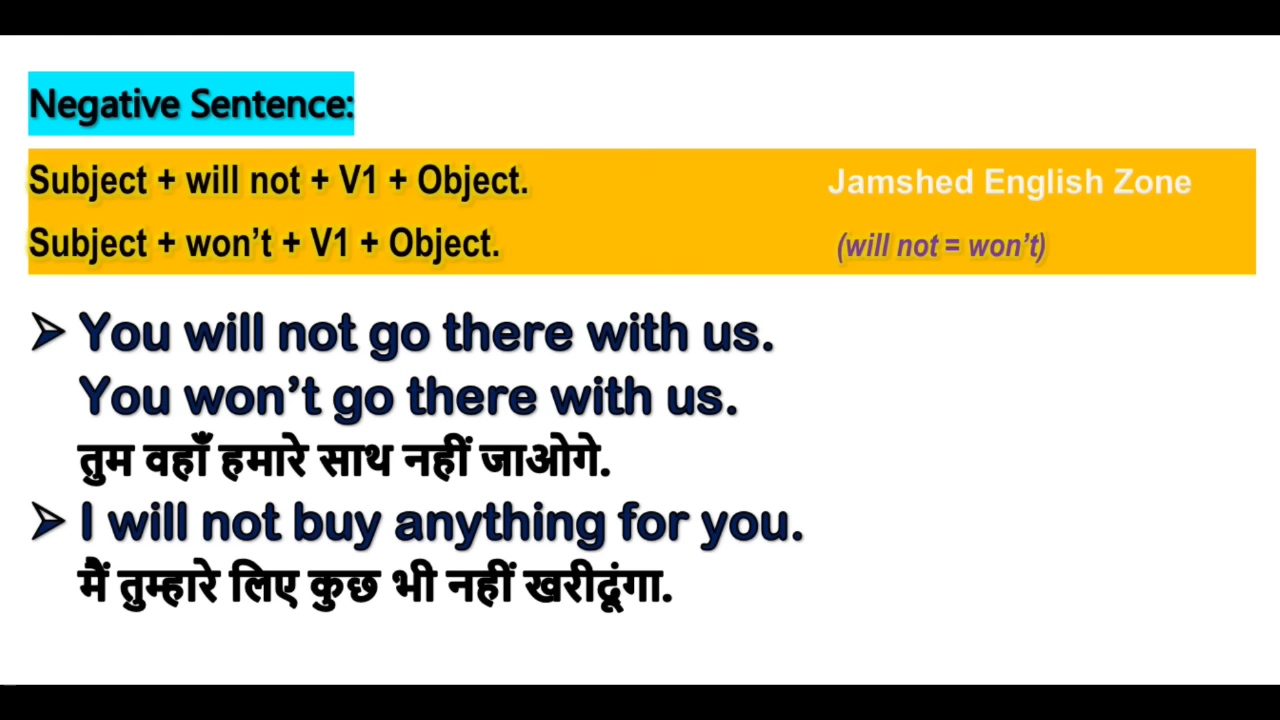 Negative Sentence:
Subject + will not + V1 + Object.
Jamshed English Zone
Subject + won’t + V1 + Object.
(will not = won’t)
➢ You will not go there with us.
You won’t go there with us.
तुम वहाँ हमारे साथ नहीं जाओगे.
➢ I will not buy anything for you.
मैं तुम्हारे लिए कुछ भी नहीं खरीदूंगा.